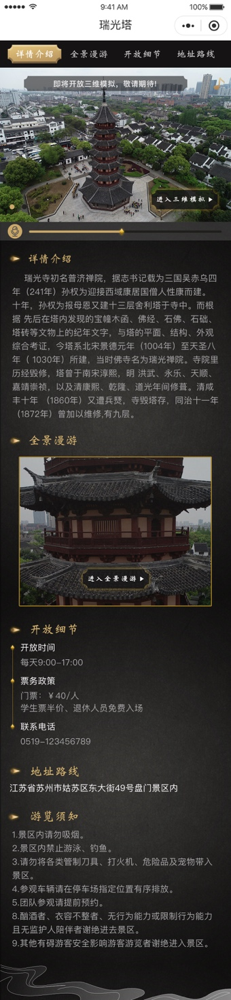 9:41 AM
100%
瑞光塔
详情介绍
全景漫游
开放细节
地址路线
即将开放三维模拟，敬请期待!
进入三维模拟
详情介绍
瑞光寺初名普济禅院，据志书记载为三国吴赤乌四
年（241年）孙权为迎接西域康居国僧人性康而建。
十年，孙权为报母恩又建十三层舍利塔于寺中。而根
据 先后在塔内发现的宝幢木函、佛经、石佛、石础、
塔砖等文物上的纪年文字，与塔的平面、结构、外观
综合考证，今塔系北宋景德元年（1004年）至天圣八
年（ 1030年）所建，当时佛寺名为瑞光禅院。寺院里
历经毁修，塔曾于南宋淳熙，明 洪武、永乐、天顺、
嘉靖崇祯，以及清康熙、乾隆、道光年间修葺。清咸
丰十年 （1860年）又遭兵燹，寺毁塔存，同治十一年
（1872年）曾加以维修,有九层。
全景漫游
进入全景漫游
开放细节
开放时间
每天9:00-17:00
票务政策
门票：￥40/人
学生票半价、退休人员免费入场
联系电话
0519-123456789
地址路线
江苏省苏州市姑苏区东大街49号盘门景区内
游览须知
1.景区内请勿吸烟。
2.景区内禁止游泳、钓鱼。
3.请勿将各类管制刀具、打火机、危险品及宠物带入
景区。
4.参观车辆请在停车场指定位置有序排放。
5.团队参观请提前预约。
8.酗酒者、衣容不整者、无行为能力或限制行为能力
且无监护人陪伴者谢绝进去景区。
9.其他有碍游客安全影响游客游览者谢绝进入景区。